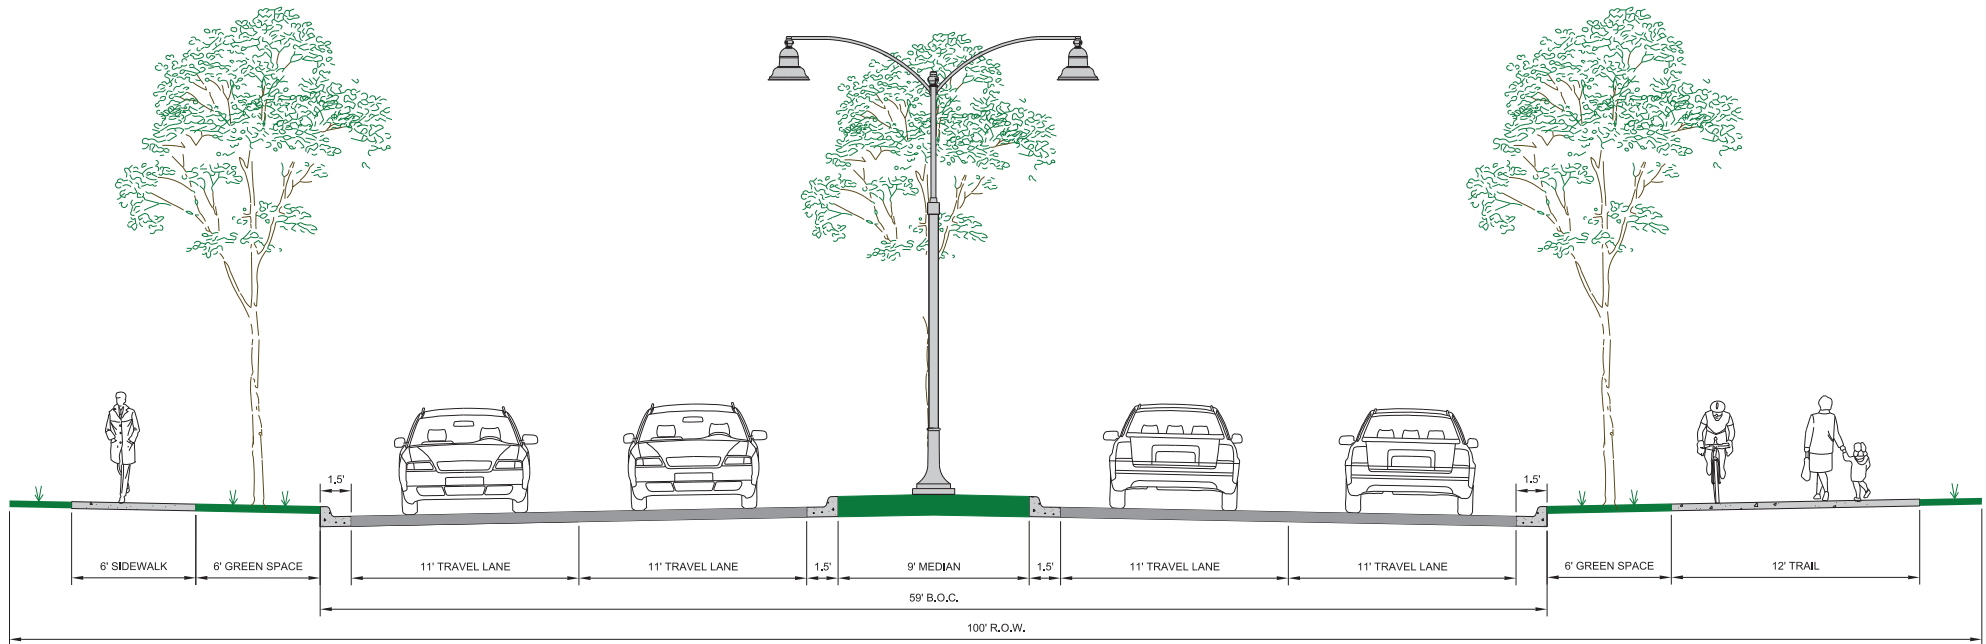 1.5'
1.5'
6' SIDEWALK
6' GREEN SPACE
11' TRAVEL LANE
11' TRAVEL LANE
1.5'
9' MEDIAN
1.5'
11' TRAVEL LANE
11' TRAVEL LANE
6' GREEN SPACE
12' TRAIL
59' B.O.C.
100' R.O.W.